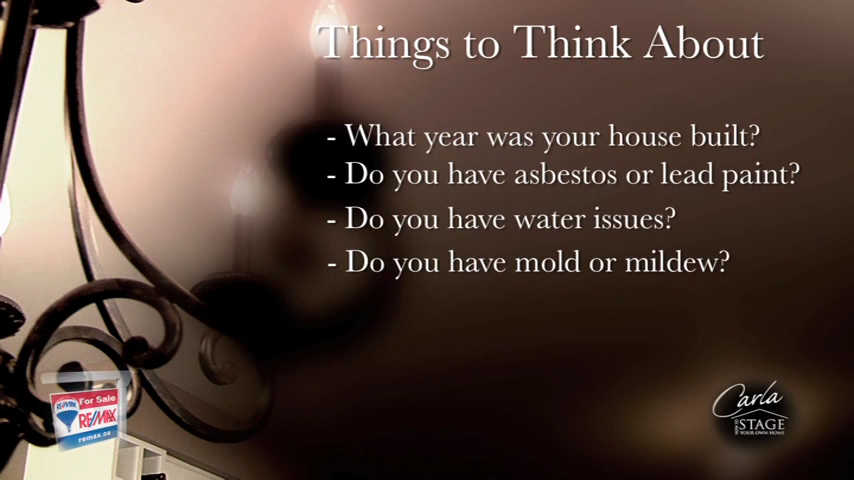 Things to Think About
- What year was your house built?
- Do you have asbestos or lead paint?
- Do you have water issues?
- Do you have mold or mildew?
For Sale
RE/MAX
RE/MAX
remax.ca
Carla
STAGE
YOUR OWN HOME